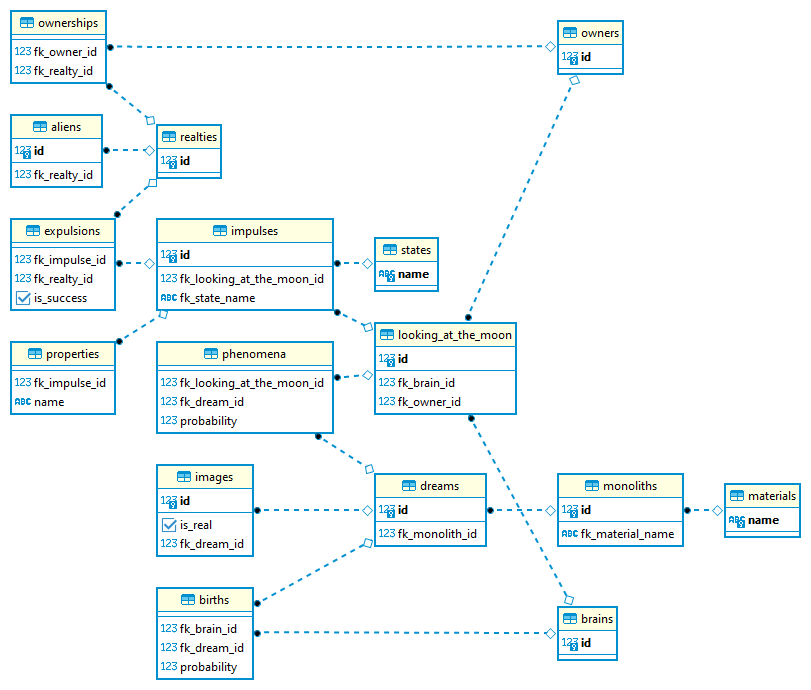 ownerships
123 fk_owner_id
123 fk_realty_id
owners
123 id
aliens
123 id
123 fk_realty_id
realties
123 id
expulsions
123 fk_impulse_id
123 fk_realty_id
is_success
impulses
123 id
123 fk_looking_at_the_moon_id
ABC fk_state_name
states
ABC name
properties
123 fk_impulse_id
ABC name
phenomena
123 fk_looking_at_the_moon_id
123 fk_dream_id
123 probability
looking_at_the_moon
123 id
123 fk_brain_id
123 fk_owner_id
images
123 id
is_real
123 fk_dream_id
dreams
123 id
123 fk_monolith_id
monoliths
123 id
ABC fk_material_name
materials
ABC name
births
123 fk_brain_id
123 fk_dream_id
123 probability
brains
123 id